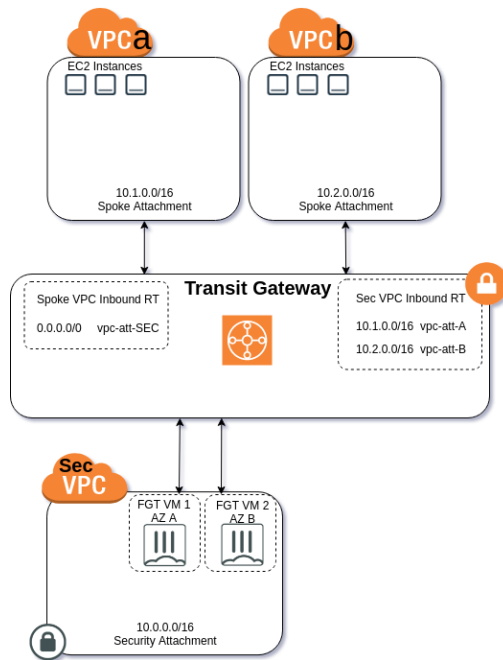 VPCa
VPCb
EC2 Instances
EC2 Instances
10.1.0.0/16
Spoke Attachment
10.2.0.0/16
Spoke Attachment
Transit Gateway
Spoke VPC Inbound RT
0.0.0.0/0 vpc-att-SEC
Sec VPC Inbound RT
10.1.0.0/16 vpc-att-A
10.2.0.0/16 vpc-att-B
Sec
VPC
FGT VM 1
AZ A
FGT VM 2
AZ B
10.0.0.0/16
Security Attachment